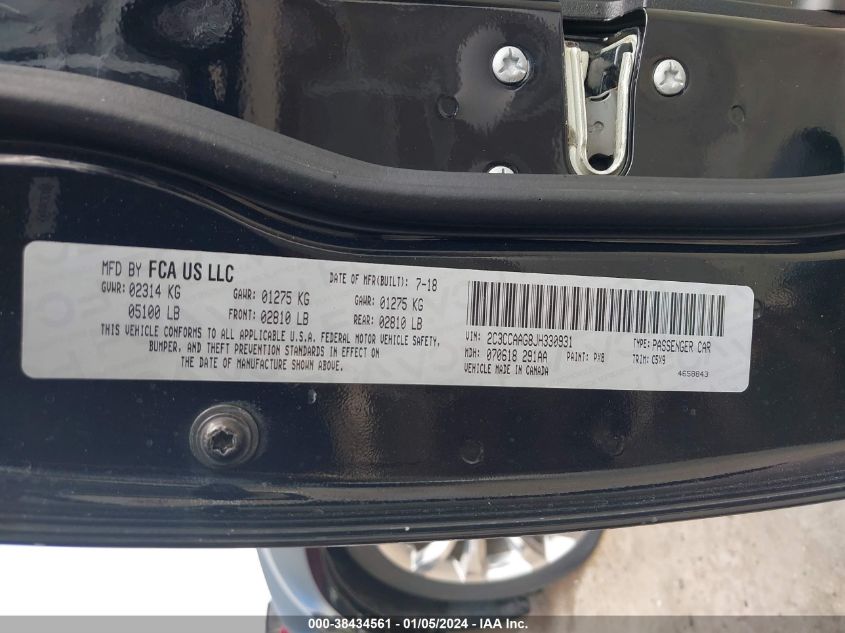 MFD BY FCA US LLC DATE OF MFR(BUILT): 7-18
GVWR: 02314 KG GAWR: 01275 KG GAWR: 01275 KG
05100 LB FRONT: 02810 LB REAR: 02810 LB
THIS VEHICLE CONFORMS TO ALL APPLICABLE U.S.A. FEDERAL MOTOR VEHICLE SAFETY,
BUMPER, AND THEFT PREVENTION STANDARDS IN EFFECT ON
THE DATE OF MANUFACTURE SHOWN ABOVE.
VIN: 2C3CCAAG8JH330931 TYPE: PASSENGER CAR
MDH: 070618 291AA PAINT: PX8 TRIM: C5X9
VEHICLE MADE IN CANADA 4658843
000-38434561 - 01/05/2024 - IAA Inc.